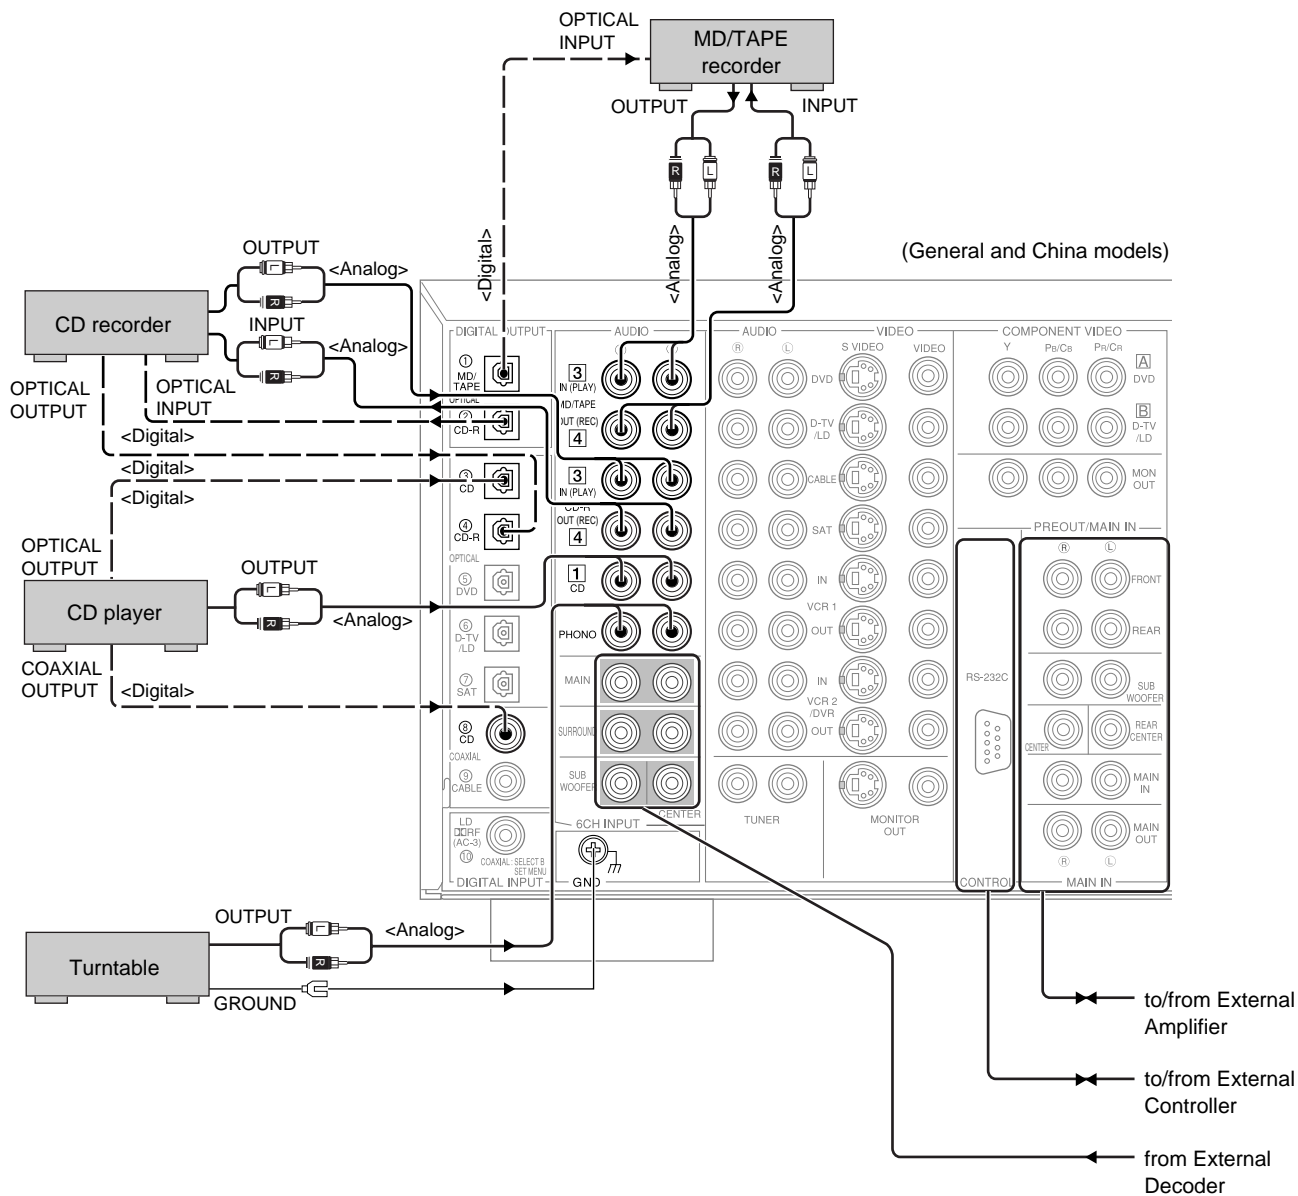 OPTICAL
INPUT
MD/TAPE
recorder
OUTPUT
INPUT
R
L
R
L
<Digital>
<Analog>
<Analog>
(General and China models)
OUTPUT
L
R
<Analog>
CD recorder
INPUT
L
R
<Analog>
OPTICAL
OUTPUT
OPTICAL
INPUT
<Digital>
<Digital>
<Digital>
OPTICAL
OUTPUT
CD player
OUTPUT
L
R
<Analog>
COAXIAL
OUTPUT
<Digital>
DIGITAL OUTPUT
① MD/
TAPE
OPTICAL
② CD-R
③ CD
④ CD-R
OPTICAL
⑤ DVD
⑥ D-TV
/LD
⑦ SAT
⑧ CD
COAXIAL
⑨ CABLE
LD
RF
(AC-3)
⑩
COAXIAL : SELECT B
SET MENU
DIGITAL INPUT
AUDIO
3
IN (PLAY)
MD/TAPE
OUT (REC)
4
3
IN (PLAY)
CD-R
OUT (REC)
4
1
CD
PHONO
MAIN
SURROUND
SUB
WOOFER
CENTER
6CH INPUT
GND
AUDIO
R
L
VIDEO
S VIDEO
VIDEO
DVD
D-TV
/LD
CABLE
SAT
IN
VCR 1
OUT
IN
VCR 2
/DVR
OUT
TUNER
MONITOR
OUT
COMPONENT VIDEO
Y
PB/CB
PR/CR
A
DVD
B
D-TV
/LD
MON
OUT
PREOUT/MAIN IN
R
L
FRONT
REAR
SUB
WOOFER
CENTER
REAR
CENTER
MAIN
IN
MAIN
OUT
R
L
MAIN IN
RS-232C
CONTROL
Turntable
OUTPUT
L
R
<Analog>
GROUND
to/from External
Amplifier
to/from External
Controller
from External
Decoder